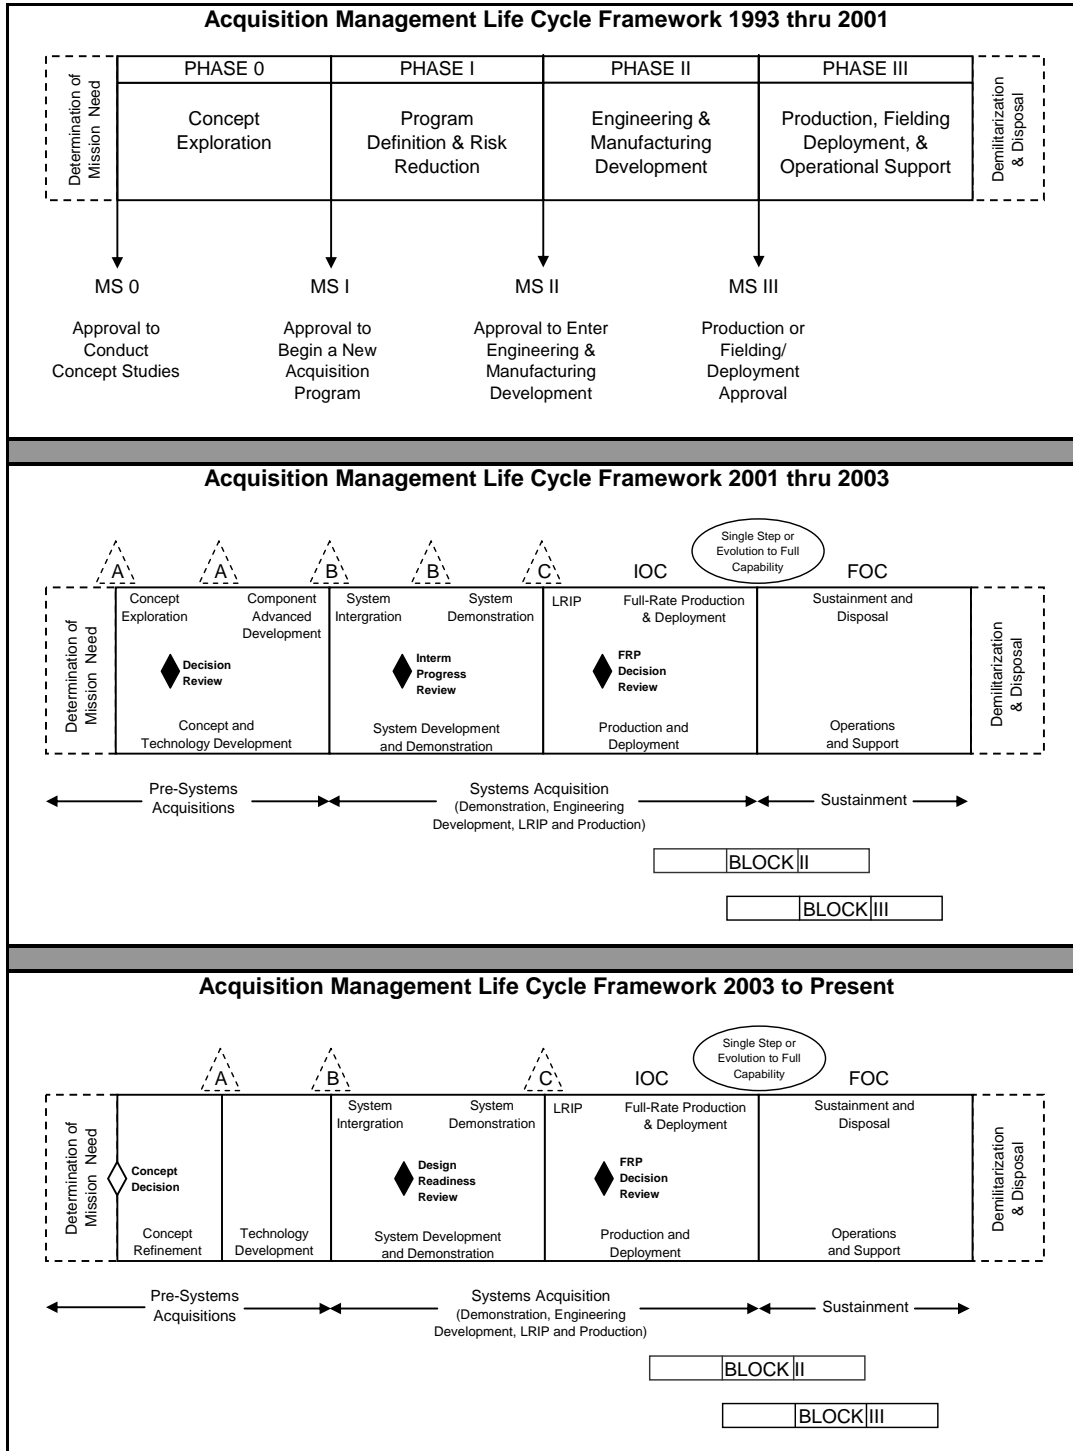 Acquisition Management Life Cycle Framework 1993 thru 2001
Determination of
Mission Need
PHASE 0
PHASE I
PHASE II
PHASE III
Concept
Exploration
Program
Definition & Risk
Reduction
Engineering &
Manufacturing
Development
Production, Fielding
Deployment, &
Operational Support
Demilitarization
& Disposal
MS 0
MS I
MS II
MS III
Approval to
Conduct
Concept Studies
Approval to
Begin a New
Acquisition
Program
Approval to Enter
Engineering &
Manufacturing
Development
Production or
Fielding/
Deployment
Approval
Acquisition Management Life Cycle Framework 2001 thru 2003
A
A
B
B
C
IOC
Single Step or
Evolution to Full
Capability
FOC
Determination of
Mission Need
Concept
Exploration
Component
Advanced
Development
System
Intergration
System
Demonstration
LRIP
Full-Rate Production
& Deployment
Sustainment and
Disposal
Decision
Review
Interm
Progress
Review
FRP
Decision
Review
Concept and
Technology Development
System Development
and Demonstration
Production and
Deployment
Operations
and Support
Demilitarization
& Disposal
Pre-Systems
Acquisitions
Systems Acquisition
(Demonstration, Engineering
Development, LRIP and Production)
Sustainment
BLOCK II
BLOCK III
Acquisition Management Life Cycle Framework 2003 to Present
A
B
C
IOC
Single Step or
Evolution to Full
Capability
FOC
Determination of
Mission Need
System
Intergration
System
Demonstration
LRIP
Full-Rate Production
& Deployment
Sustainment and
Disposal
Concept
Decision
Design
Readiness
Review
FRP
Decision
Review
Concept
Refinement
Technology
Development
System Development
and Demonstration
Production and
Deployment
Operations
and Support
Demilitarization
& Disposal
Pre-Systems
Acquisitions
Systems Acquisition
(Demonstration, Engineering
Development, LRIP and Production)
Sustainment
BLOCK II
BLOCK III